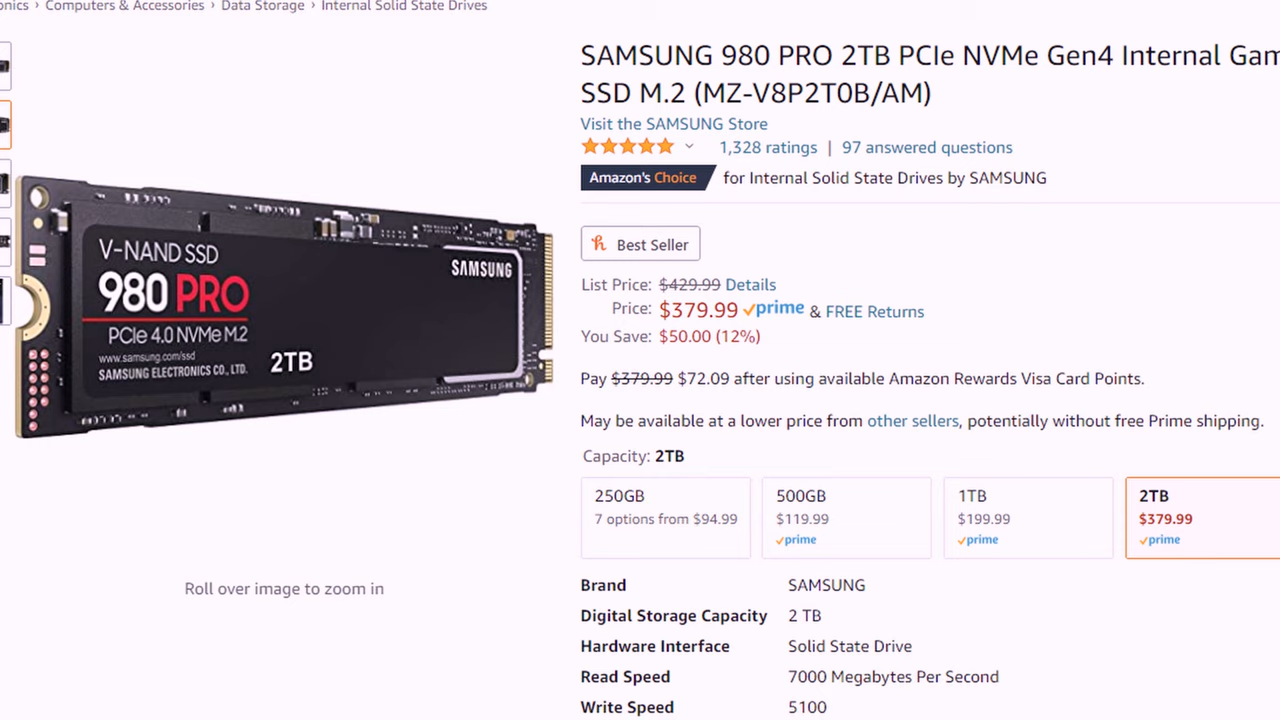 onics › Computers & Accessories › Data Storage › Internal Solid State Drives
SAMSUNG 980 PRO 2TB PCIe NVMe Gen4 Internal Gam
SSD M.2 (MZ-V8P2T0B/AM)
Visit the SAMSUNG Store
1,328 ratings | 97 answered questions
Amazon's Choice for Internal Solid State Drives by SAMSUNG
Best Seller
List Price: $429.99 Details
Price: $379.99 prime & FREE Returns
You Save: $50.00 (12%)
Pay $379.99 $72.09 after using available Amazon Rewards Visa Card Points.
May be available at a lower price from other sellers, potentially without free Prime shipping.
Capacity: 2TB
250GB
7 options from $94.99
500GB
$119.99
prime
1TB
$199.99
prime
2TB
$379.99
prime
Brand SAMSUNG
Digital Storage Capacity 2 TB
Hardware Interface Solid State Drive
Read Speed 7000 Megabytes Per Second
Write Speed 5100
V-NAND SSD
980 PRO
PCIe 4.0 NVMe M.2
www.samsung.com/ssd
SAMSUNG ELECTRONICS CO., LTD.
2TB
SAMSUNG
Roll over image to zoom in